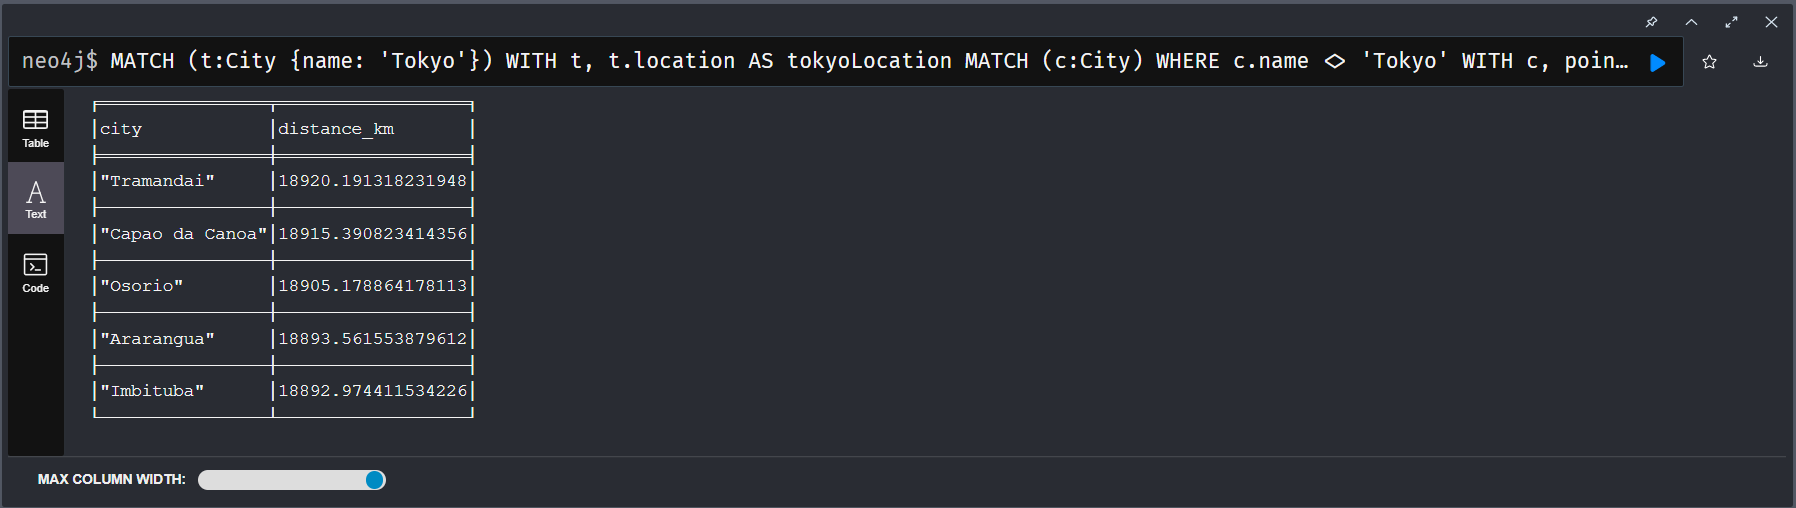 neo4j$ MATCH (t:City {name: 'Tokyo'}) WITH t, t.location AS tokyoLocation MATCH (c:City) WHERE c.name <> 'Tokyo' WITH c, poin…
Table
Text
Code
city distance_km
"Tramandai" 18920.191318231948
"Capao da Canoa" 18915.390823414356
"Osorio" 18905.178864178113
"Ararangua" 18893.561553879612
"Imbituba" 18892.974411534226
MAX COLUMN WIDTH: